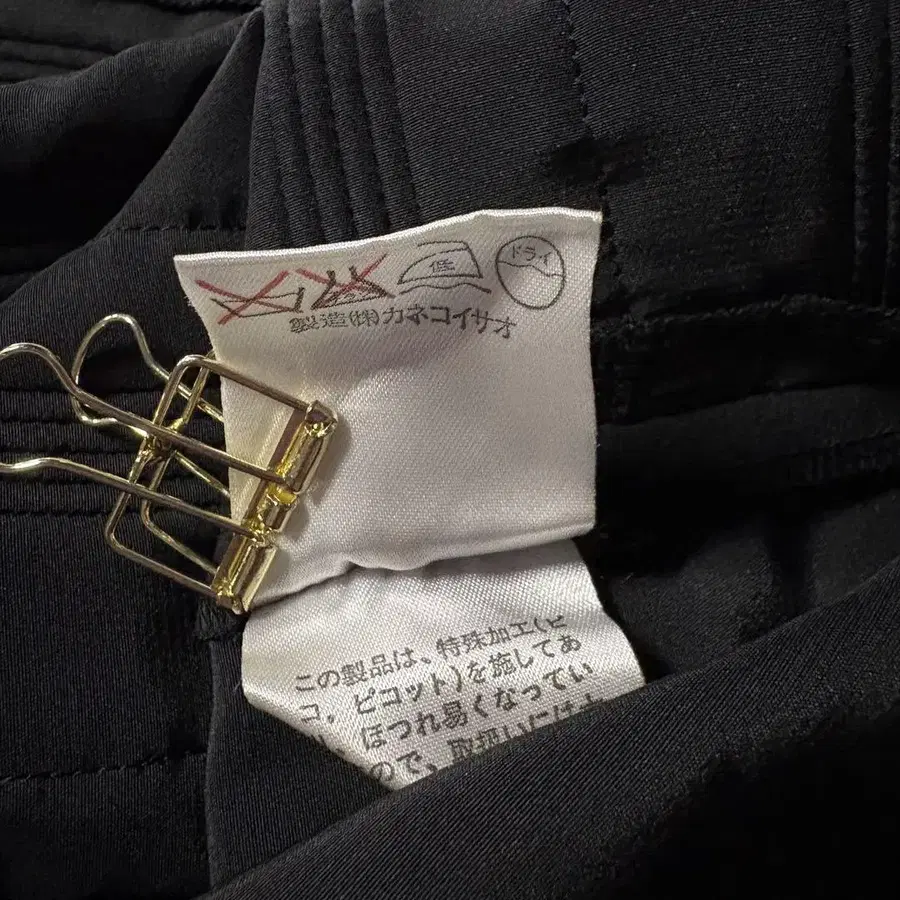 低 ドライ
製造(株)カネコイサオ
この製品は、特殊加工(ピ
コ。ピコット)を施してあ
ほつれ易くなってい
ので、取扱いには